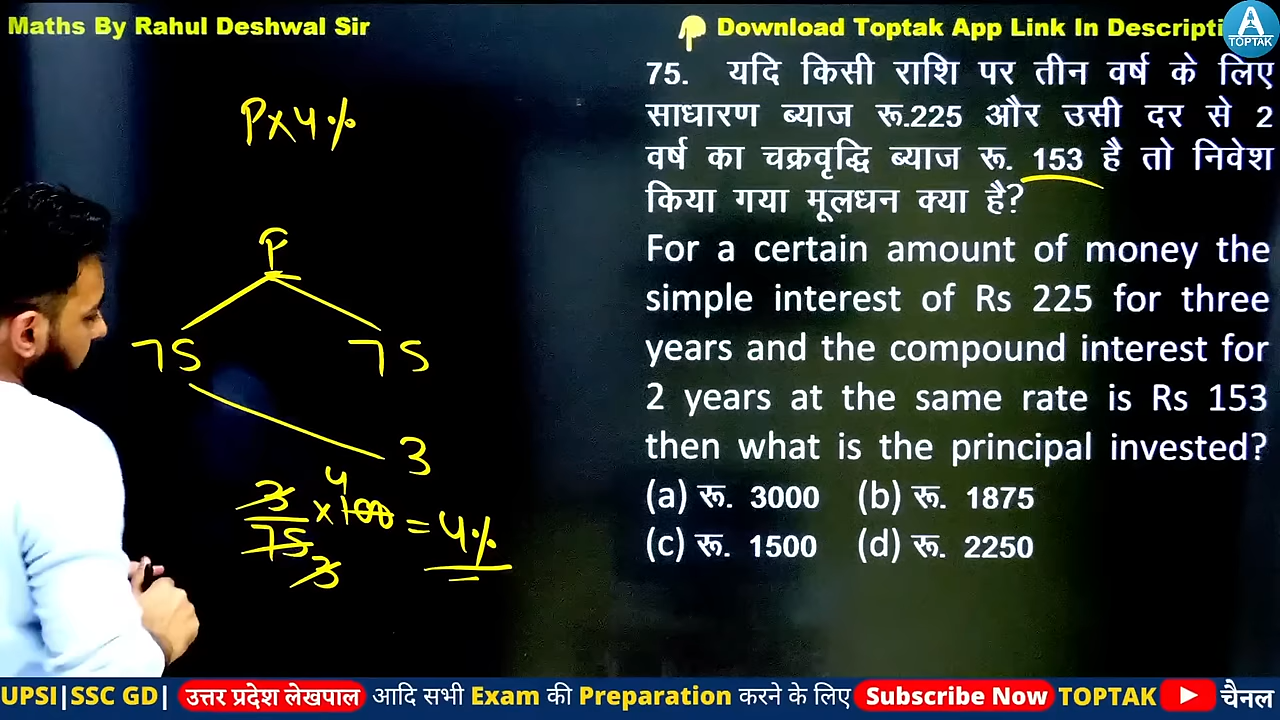 Maths By Rahul Deshwal Sir
Download Toptak App Link In Descripti
A
TOPTAK
75. यदि किसी राशि पर तीन वर्ष के लिए
साधारण ब्याज रू.225 और उसी दर से 2
वर्ष का चक्रवृद्धि ब्याज रू. 153 है तो निवेश
किया गया मूलधन क्या है?
For a certain amount of money the
simple interest of Rs 225 for three
years and the compound interest for
2 years at the same rate is Rs 153
then what is the principal invested?
(a) रू. 3000 (b) रू. 1875
(c) रू. 1500 (d) रू. 2250
P×4%
P
75 75
3
4
3/75 × 100 = 4%
3
UPSI|SSC GD| उत्तर प्रदेश लेखपाल आदि सभी Exam की Preparation करने के लिए Subscribe Now TOPTAK चैनल